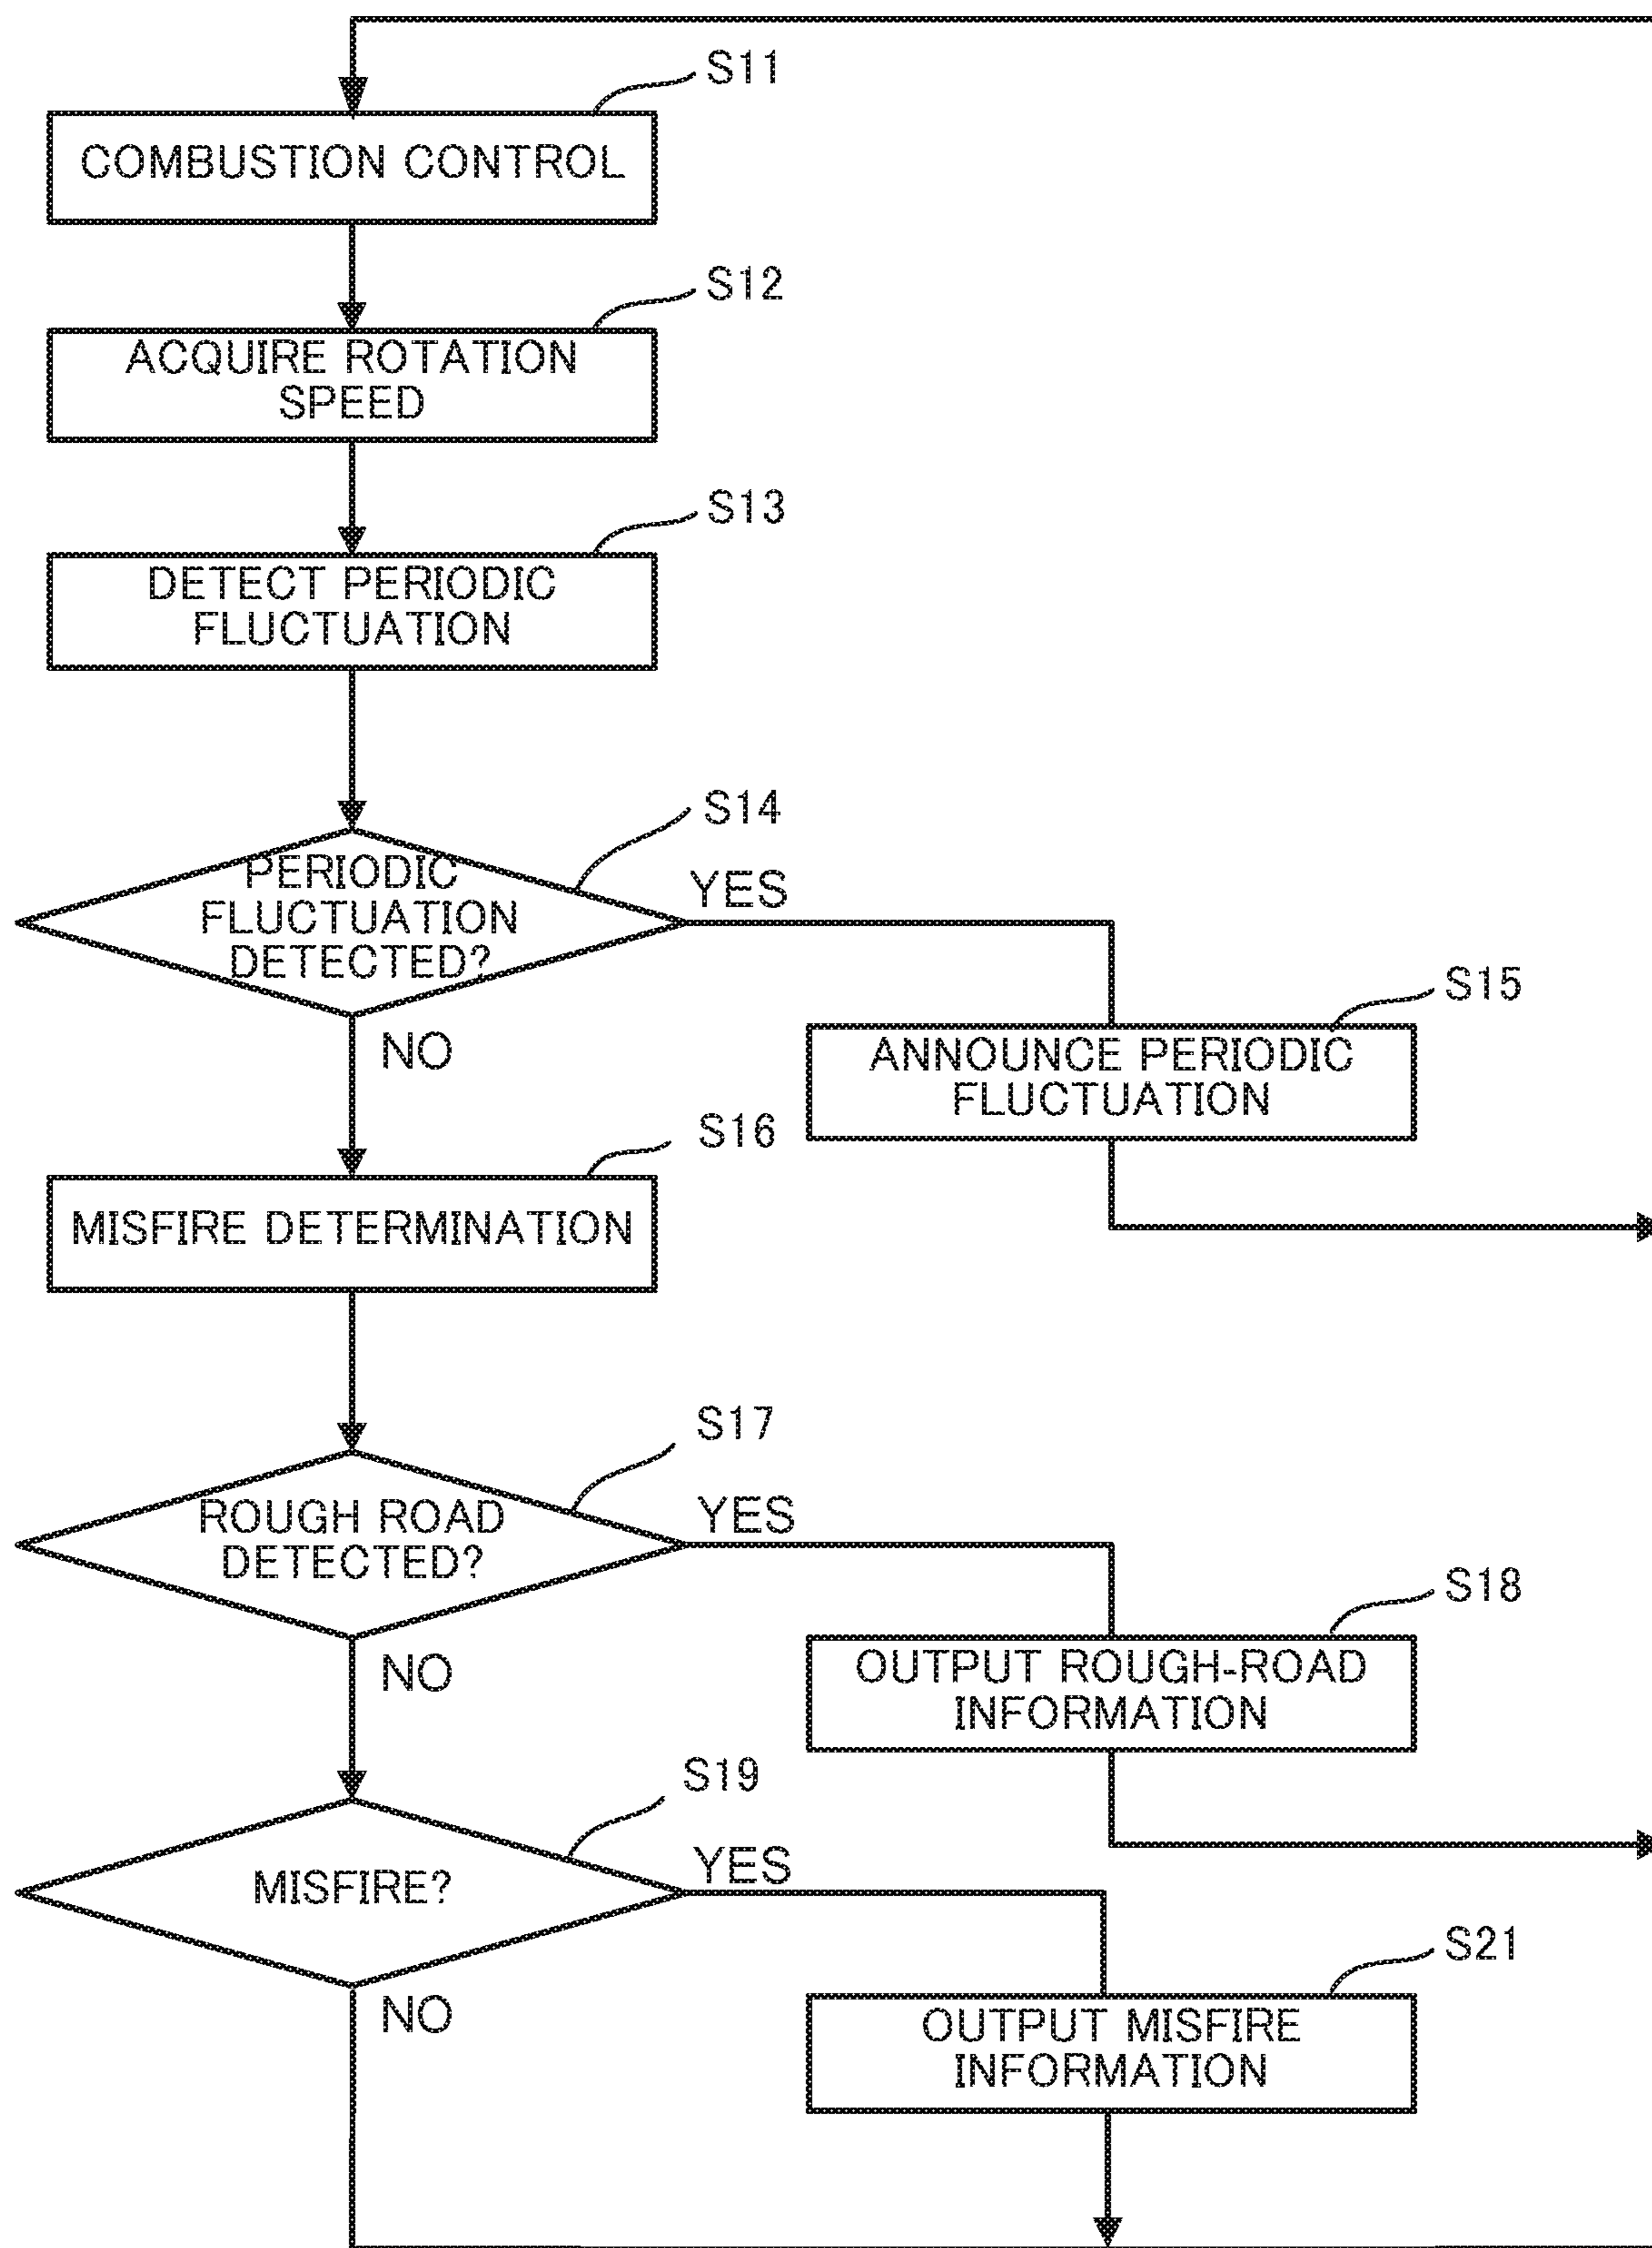 S11
COMBUSTION CONTROL
S12
ACQUIRE ROTATION
SPEED
S13
DETECT PERIODIC
FLUCTUATION
S14
PERIODIC
FLUCTUATION
DETECTED?
YES
NO
S15
ANNOUNCE PERIODIC
FLUCTUATION
S16
MISFIRE DETERMINATION
S17
ROUGH ROAD
DETECTED?
YES
NO
S18
OUTPUT ROUGH-ROAD
INFORMATION
S19
MISFIRE?
YES
NO
S21
OUTPUT MISFIRE
INFORMATION